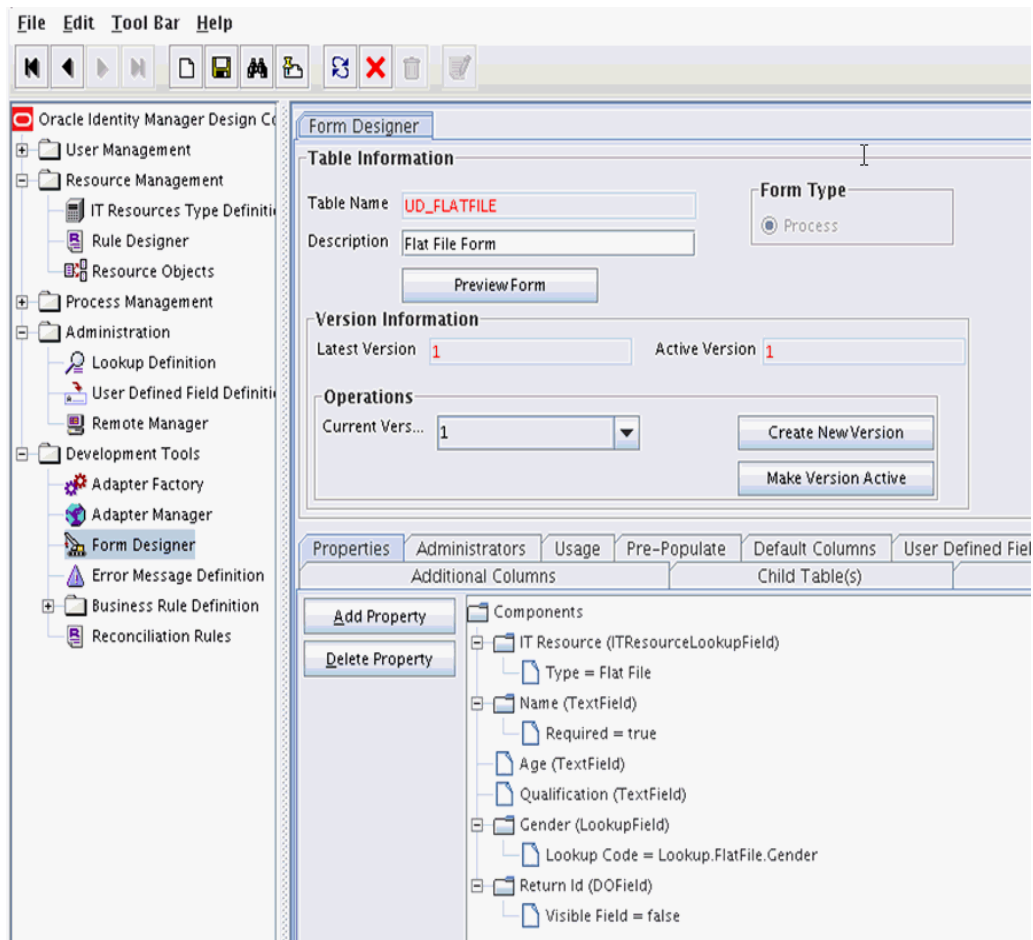 File Edit Tool Bar Help
Oracle Identity Manager Design Co
User Management
Resource Management
IT Resources Type Definiti
Rule Designer
Resource Objects
Process Management
Administration
Lookup Definition
User Defined Field Definiti
Remote Manager
Development Tools
Adapter Factory
Adapter Manager
Form Designer
Error Message Definition
Business Rule Definition
Reconciliation Rules
Form Designer
Table Information
Table Name UD_FLATFILE
Description Flat File Form
Preview Form
Form Type
Process
Version Information
Latest Version 1
Active Version 1
Operations
Current Vers... 1
Create New Version
Make Version Active
Properties Administrators Usage Pre-Populate Default Columns User Defined Fiel
Additional Columns Child Table(s)
Add Property
Delete Property
Components
IT Resource (ITResourceLookupField)
Type = Flat File
Name (TextField)
Required = true
Age (TextField)
Qualification (TextField)
Gender (LookupField)
Lookup Code = Lookup.FlatFile.Gender
Return Id (DOField)
Visible Field = false